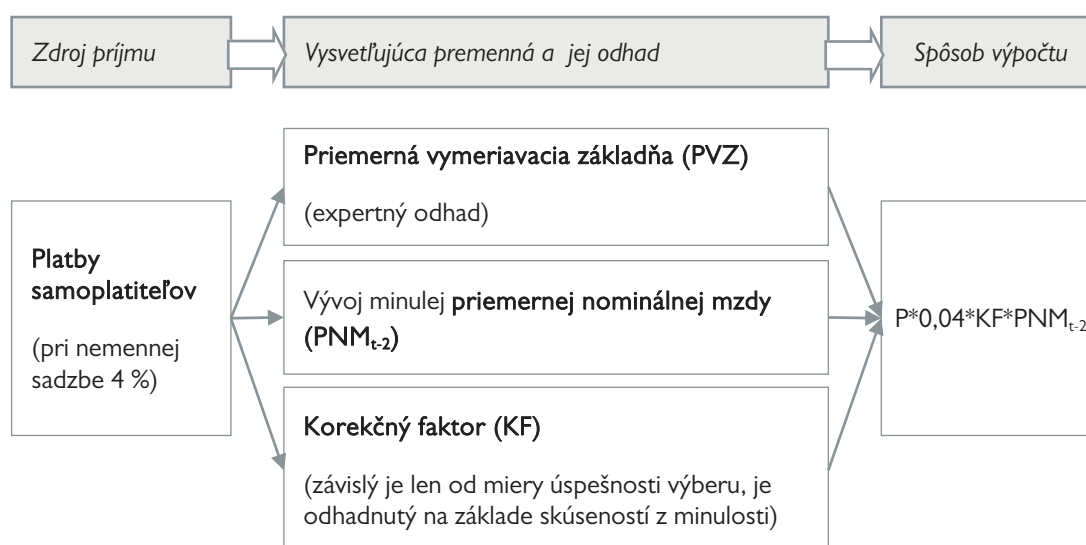 Zdroj príjmu
Vysvetľujúca premenná a jej odhad
Spôsob výpočtu
Platby
samoplatiteľov
(pri nemennej
sadzbe 4 %)
Priemerná vymeriavacia základňa (PVZ)
(expertný odhad)
Vývoj minulej priemernej nominálnej mzdy
(PNMt-2)
Korekčný faktor (KF)
(závislý je len od miery úspešnosti výberu, je
odhadnutý na základe skúseností z minulosti)
P*0,04*KF*PNMt-2